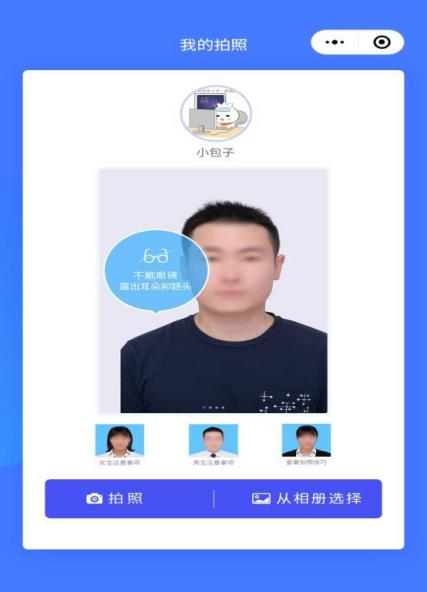 我的拍照
小包子
不戴眼镜
露出耳朵和额头
女生注意事项
男生注意事项
查看拍照技巧
拍照
从相册选择